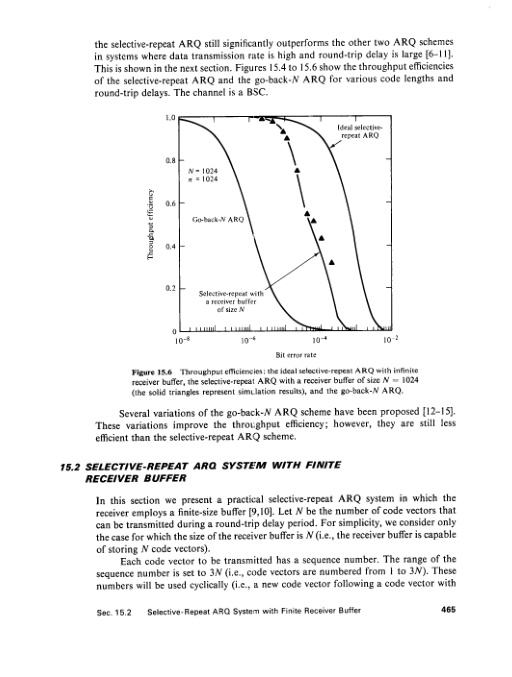 the selective-repeat ARQ still significantly outperforms the other two ARQ schemes
in systems where data transmission rate is high and round-trip delay is large [6–11].
This is shown in the next section. Figures 15.4 to 15.6 show the throughput efficiencies
of the selective-repeat ARQ and the go-back-N ARQ for various code lengths and
round-trip delays. The channel is a BSC.
1.0
Ideal selective-
repeat ARQ
0.8
N = 1024
n = 1024
0.6
Throughput efficiency
Go-back-N ARQ
0.4
0.2
Selective-repeat with
a receiver buffer
of size N
0
10⁻⁸
10⁻⁶
10⁻⁴
10⁻²
Bit error rate
Figure 15.6 Throughput efficiencies: the ideal selective-repeat ARQ with infinite
receiver buffer, the selective-repeat ARQ with a receiver buffer of size N = 1024
(the solid triangles represent simulation results), and the go-back-N ARQ.
Several variations of the go-back-N ARQ scheme have been proposed [12–15].
These variations improve the throughput efficiency; however, they are still less
efficient than the selective-repeat ARQ scheme.
15.2 SELECTIVE-REPEAT ARQ SYSTEM WITH FINITE
RECEIVER BUFFER
In this section we present a practical selective-repeat ARQ system in which the
receiver employs a finite-size buffer [9,10]. Let N be the number of code vectors that
can be transmitted during a round-trip delay period. For simplicity, we consider only
the case for which the size of the receiver buffer is N (i.e., the receiver buffer is capable
of storing N code vectors).
Each code vector to be transmitted has a sequence number. The range of the
sequence number is set to 3N (i.e., code vectors are numbered from 1 to 3N). These
numbers will be used cyclically (i.e., a new code vector following a code vector with
Sec. 15.2 Selective-Repeat ARQ System with Finite Receiver Buffer 465